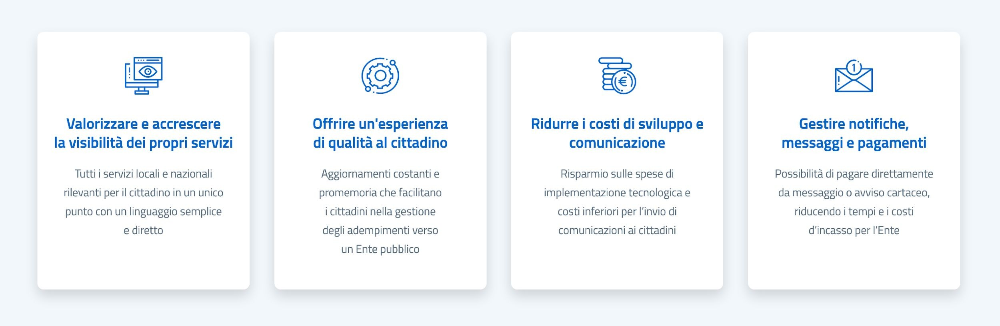 Valorizzare e accrescere
la visibilità dei propri servizi
Tutti i servizi locali e nazionali
rilevanti per il cittadino in un unico
punto con un linguaggio semplice
e diretto
Offrire un'esperienza
di qualità al cittadino
Aggiornamenti costanti e
promemoria che facilitano
i cittadini nella gestione
degli adempimenti verso
un Ente pubblico
Ridurre i costi di sviluppo e
comunicazione
Risparmio sulle spese di
implementazione tecnologica e
costi inferiori per l’invio di
comunicazioni ai cittadini
1
Gestire notifiche,
messaggi e pagamenti
Possibilità di pagare direttamente
da messaggio o avviso cartaceo,
riducendo i tempi e i costi
d’incasso per l’Ente